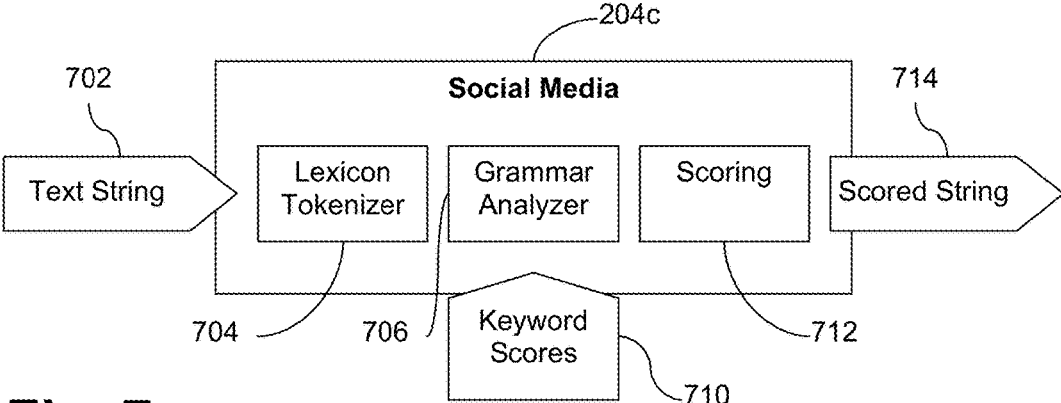 204c
702
Social Media
714
Text String
Lexicon
Tokenizer
Grammar
Analyzer
Scoring
Scored String
704
706
Keyword
Scores
712
710